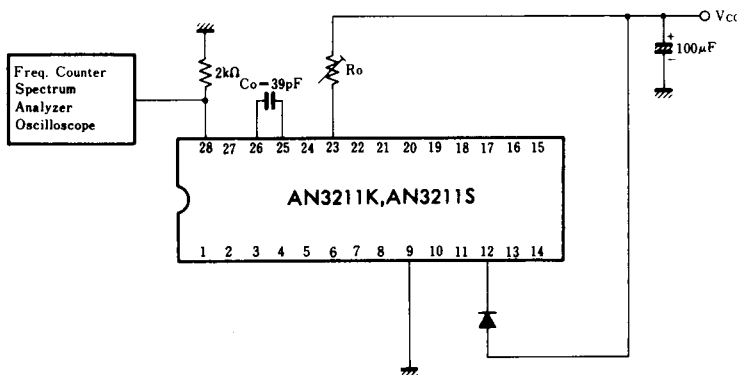 Vcc
+
100μF
−
2kΩ
Ro
Co−39pF
Freq. Counter
Spectrum
Analyzer
Oscilloscope
28 27 26 25 24 23 22 21 20 19 18 17 16 15
AN3211K,AN3211S
1 2 3 4 5 6 7 8 9 10 11 12 13 14